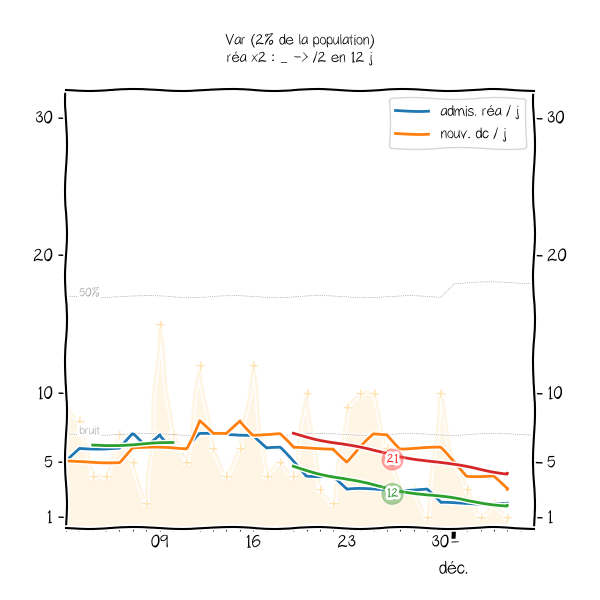 Var (2% de la population)
réa x2 : _ -> /2 en 12 j
admis. réa / j
nouv. dc / j
30
30
20
20
50%
10
10
bruit
5
5
21
12
1
1
09
16
23
30
déc.